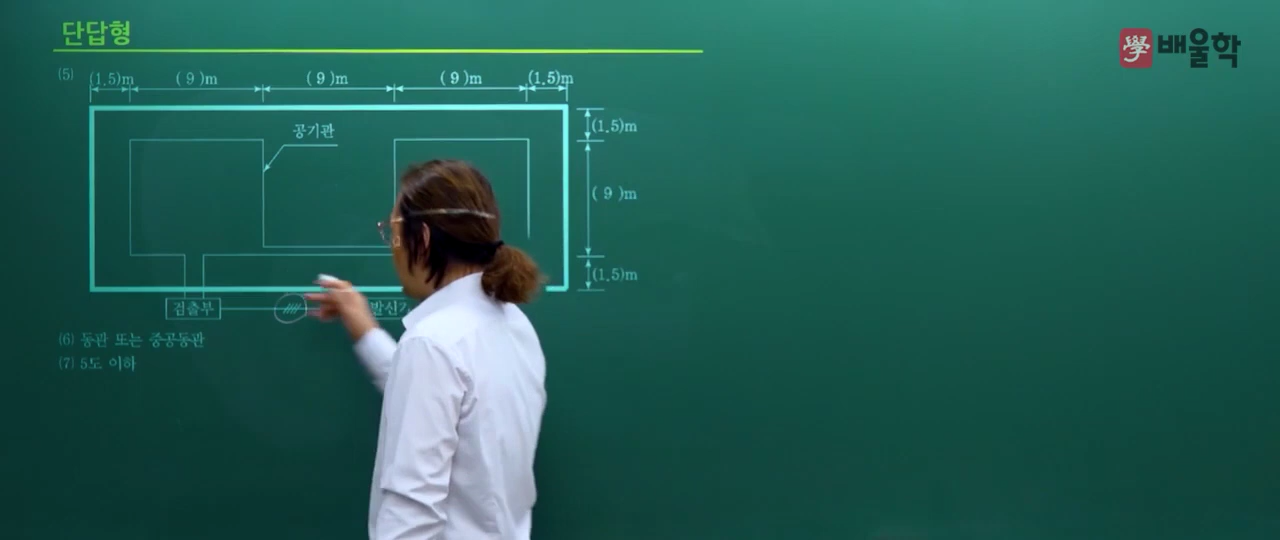 단답형
學 배울학
(5) (1.5)m ( 9 )m ( 9 )m ( 9 )m (1.5)m
공기관
(1.5)m
( 9 )m
(1.5)m
검출부
(6) 동관 또는 중공동관
(7) 5도 이하